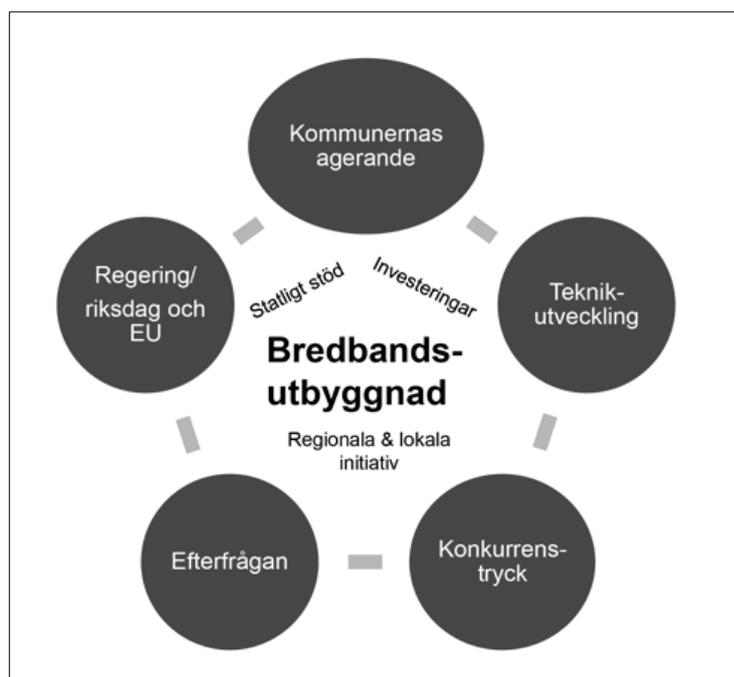 Kommunernas
agerande
Regering/
riksdag och
EU
Statligt stöd
Investeringar
Teknik-
utveckling
Bredbands-
utbyggnad
Regionala & lokala
initiativ
Efterfrågan
Konkurrens-
tryck